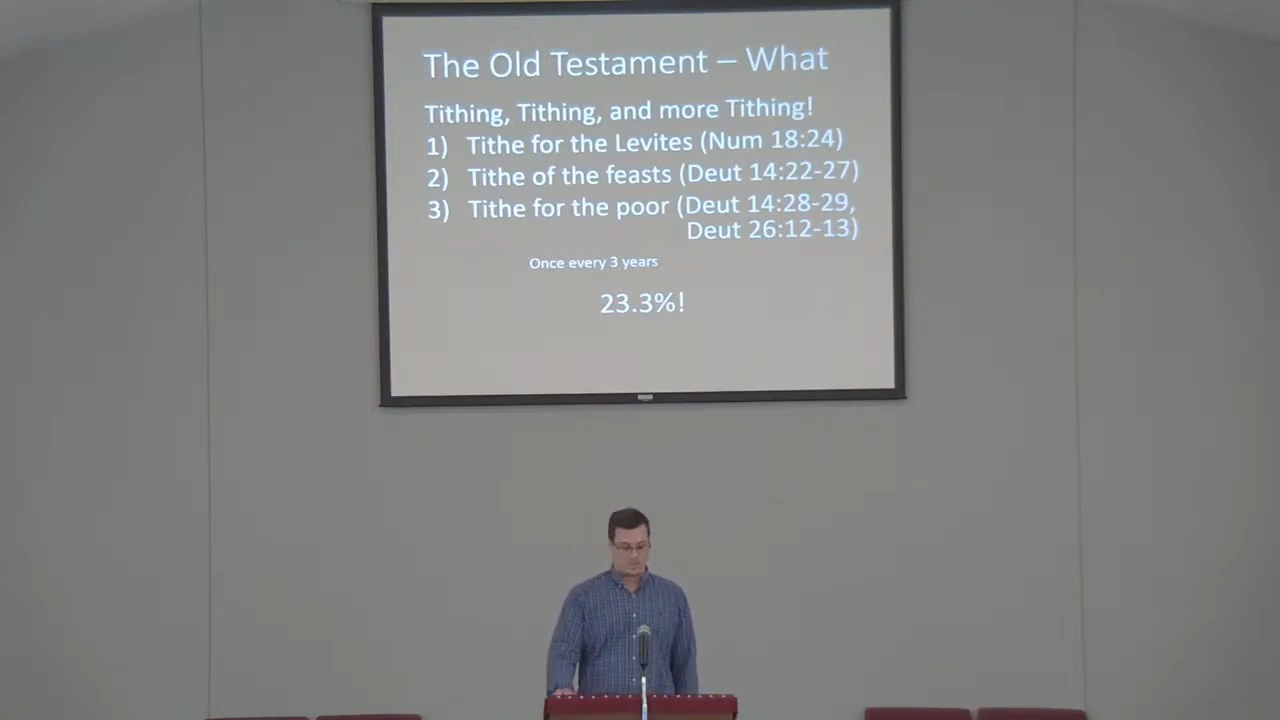 The Old Testament – What
Tithing, Tithing, and more Tithing!
1) Tithe for the Levites (Num 18:24)
2) Tithe of the feasts (Deut 14:22-27)
3) Tithe for the poor (Deut 14:28-29,
Deut 26:12-13)
Once every 3 years
23.3%!